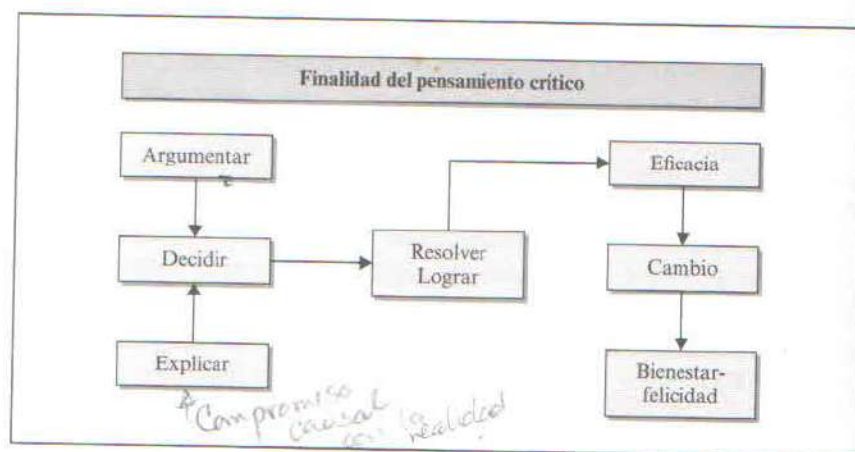 Finalidad del pensamiento crítico
Argumentar
Decidir
Explicar
Resolver
Lograr
Eficacia
Cambio
Bienestar-
felicidad
Compromiso
causal
con la realidad